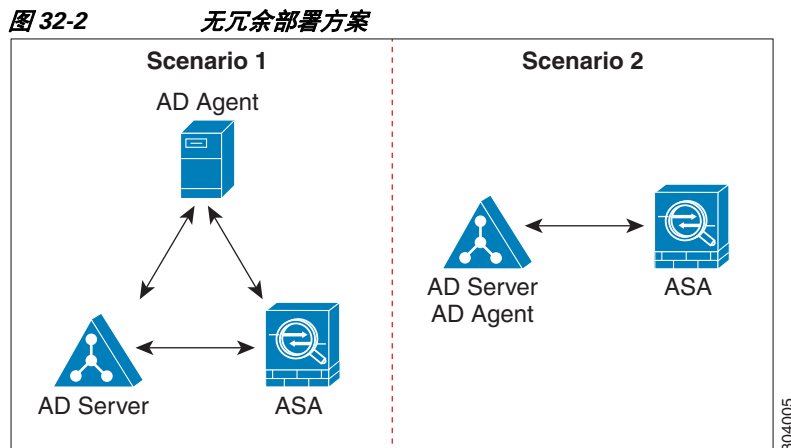 图 32-2 无冗余部署方案
Scenario 1
Scenario 2
AD Agent
AD Server
AD Agent
ASA
AD Server
ASA
304005